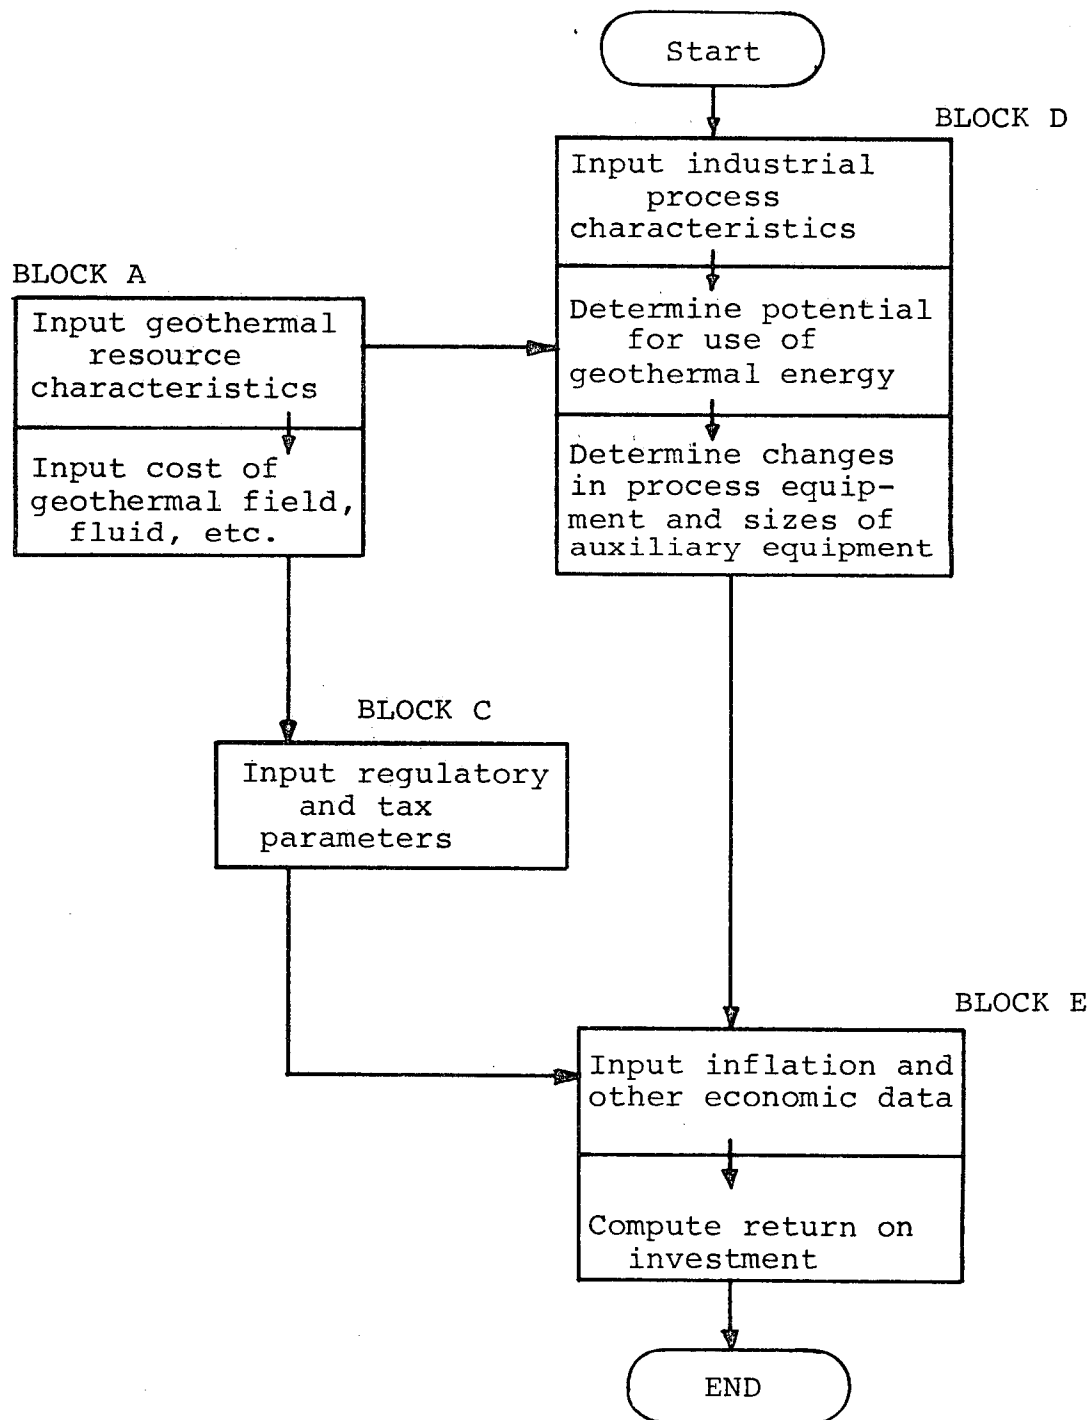 Start
BLOCK D
Input industrial
process
characteristics
Determine potential
for use of
geothermal energy
Determine changes
in process equip-
ment and sizes of
auxiliary equipment
BLOCK A
Input geothermal
resource
characteristics
Input cost of
geothermal field,
fluid, etc.
BLOCK C
Input regulatory
and tax
parameters
BLOCK E
Input inflation and
other economic data
Compute return on
investment
END